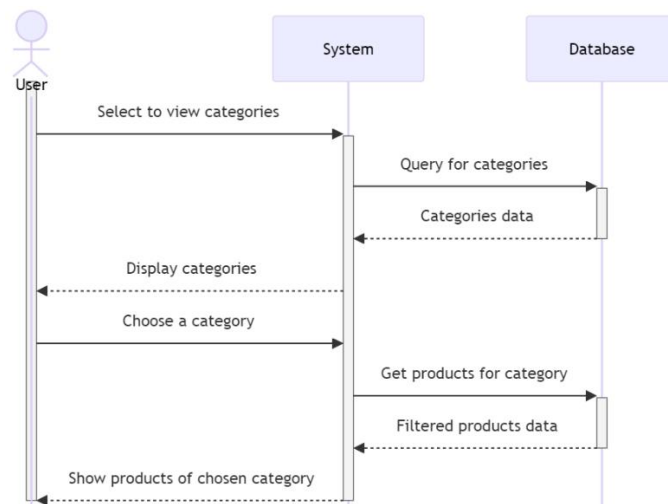 User
System
Database
Select to view categories
Query for categories
Categories data
Display categories
Choose a category
Get products for category
Filtered products data
Show products of chosen category